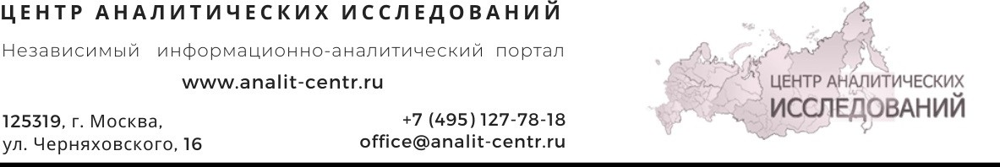 ЦЕНТР АНАЛИТИЧЕСКИХ ИССЛЕДОВАНИЙ
Независимый информационно-аналитический портал
www.analit-centr.ru
125319, г. Москва,
ул. Черняховского, 16
+7 (495) 127-78-18
office@analit-centr.ru
ЦЕНТР АНАЛИТИЧЕСКИХ
ИССЛЕДОВАНИЙ